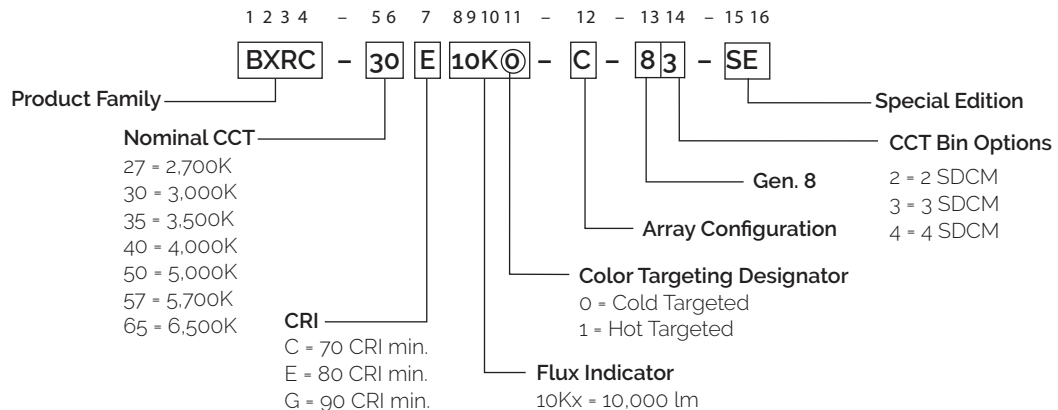 1 2 3 4 – 5 6 7 8 9 10 11 – 12 – 13 14 – 15 16
BXRC – 30 E 10K0 – C – 8 3 – SE
Product Family
Special Edition
Nominal CCT
27 = 2,700K
30 = 3,000K
35 = 3,500K
40 = 4,000K
50 = 5,000K
57 = 5,700K
65 = 6,500K
CCT Bin Options
2 = 2 SDCM
3 = 3 SDCM
4 = 4 SDCM
Gen. 8
Array Configuration
Color Targeting Designator
0 = Cold Targeted
1 = Hot Targeted
CRI
C = 70 CRI min.
E = 80 CRI min.
G = 90 CRI min.
Flux Indicator
10Kx = 10,000 lm